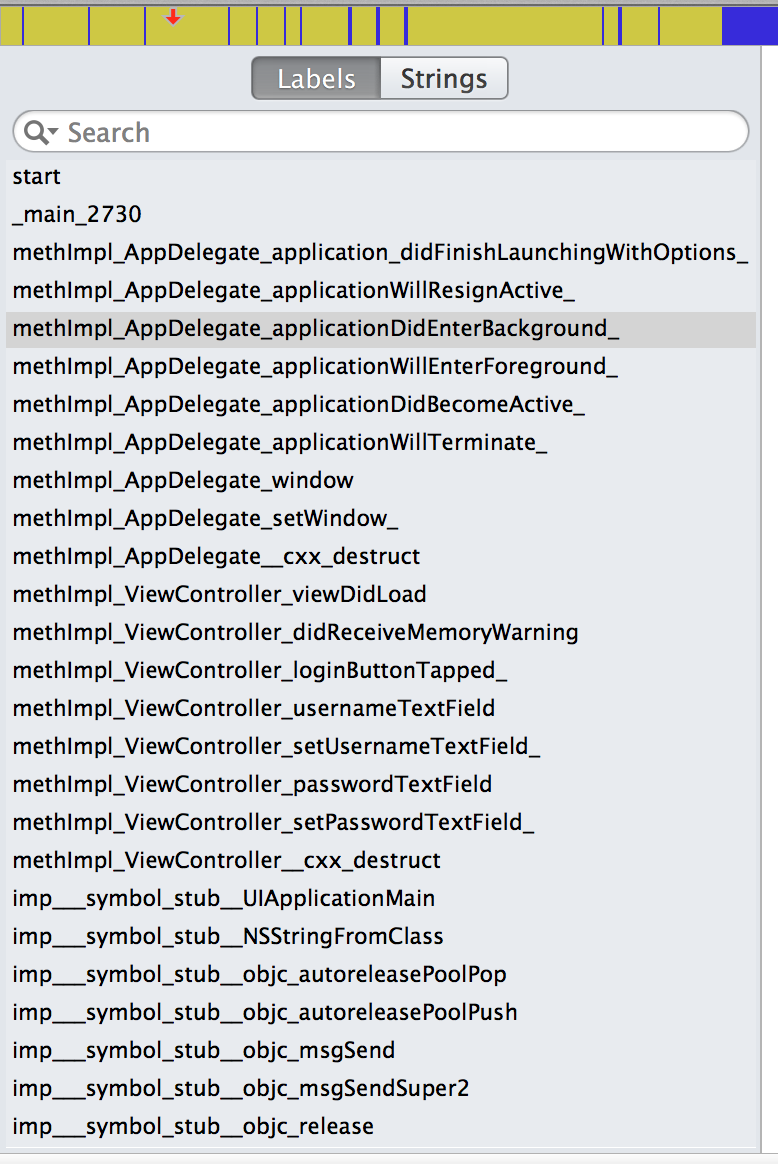 Labels Strings
Search
start
_main_2730
methImpl_AppDelegate_application_didFinishLaunchingWithOptions_
methImpl_AppDelegate_applicationWillResignActive_
methImpl_AppDelegate_applicationDidEnterBackground_
methImpl_AppDelegate_applicationWillEnterForeground_
methImpl_AppDelegate_applicationDidBecomeActive_
methImpl_AppDelegate_applicationWillTerminate_
methImpl_AppDelegate_window
methImpl_AppDelegate_setWindow_
methImpl_AppDelegate__cxx_destruct
methImpl_ViewController_viewDidLoad
methImpl_ViewController_didReceiveMemoryWarning
methImpl_ViewController_loginButtonTapped_
methImpl_ViewController_usernameTextField
methImpl_ViewController_setUsernameTextField_
methImpl_ViewController_passwordTextField
methImpl_ViewController_setPasswordTextField_
methImpl_ViewController__cxx_destruct
imp___symbol_stub__UIApplicationMain
imp___symbol_stub__NSStringFromClass
imp___symbol_stub__objc_autoreleasePoolPop
imp___symbol_stub__objc_autoreleasePoolPush
imp___symbol_stub__objc_msgSend
imp___symbol_stub__objc_msgSendSuper2
imp___symbol_stub__objc_release